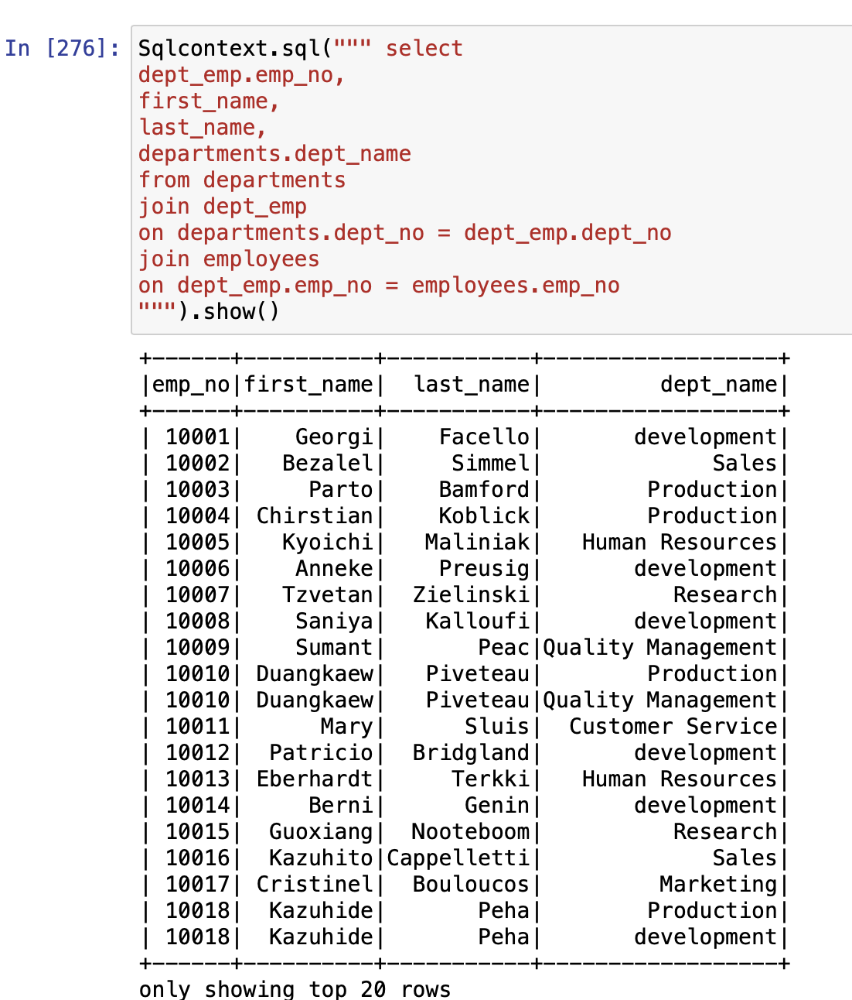 In [276]: Sqlcontext.sql(""" select
dept_emp.emp_no,
first_name,
last_name,
departments.dept_name
from departments
join dept_emp
on departments.dept_no = dept_emp.dept_no
join employees
on dept_emp.emp_no = employees.emp_no
""").show()
+------+----------+-----------+------------------+
|emp_no|first_name|  last_name|         dept_name|
+------+----------+-----------+------------------+
| 10001|    Georgi|    Facello|       development|
| 10002|   Bezalel|     Simmel|             Sales|
| 10003|     Parto|    Bamford|        Production|
| 10004| Chirstian|    Koblick|        Production|
| 10005|   Kyoichi|   Maliniak|   Human Resources|
| 10006|    Anneke|    Preusig|       development|
| 10007|   Tzvetan|  Zielinski|          Research|
| 10008|    Saniya|   Kalloufi|       development|
| 10009|    Sumant|       Peac|Quality Management|
| 10010| Duangkaew|   Piveteau|        Production|
| 10010| Duangkaew|   Piveteau|Quality Management|
| 10011|      Mary|      Sluis|  Customer Service|
| 10012|  Patricio|  Bridgland|       development|
| 10013| Eberhardt|     Terkki|   Human Resources|
| 10014|     Berni|      Genin|       development|
| 10015|  Guoxiang|  Nooteboom|          Research|
| 10016|  Kazuhito|Cappelletti|             Sales|
| 10017| Cristinel|  Bouloucos|         Marketing|
| 10018|  Kazuhide|       Peha|        Production|
| 10018|  Kazuhide|       Peha|       development|
+------+----------+-----------+------------------+
only showing top 20 rows